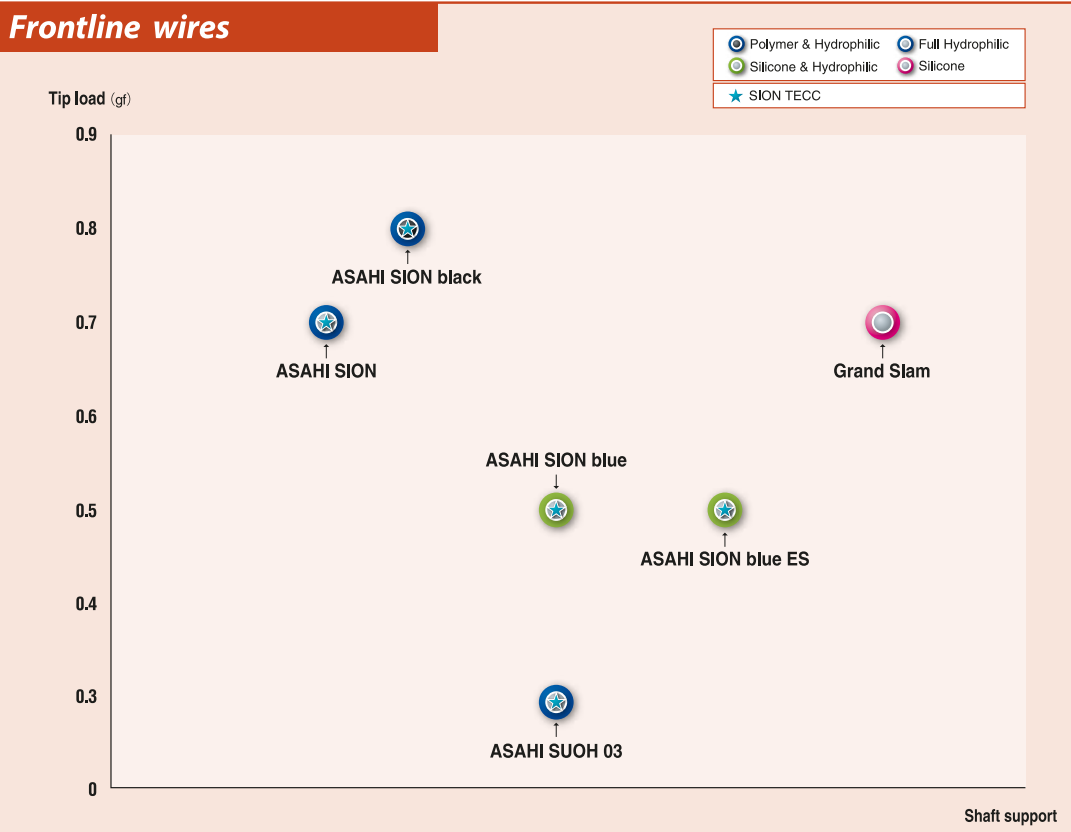 Frontline wires
Polymer & Hydrophilic
Full Hydrophilic
Silicone & Hydrophilic
Silicone
SION TECC
Tip load (gf)
0.9
0.8
ASAHI SION black
0.7
ASAHI SION
Grand Slam
0.6
ASAHI SION blue
0.5
ASAHI SION blue ES
0.4
0.3
ASAHI SUOH 03
0
Shaft support